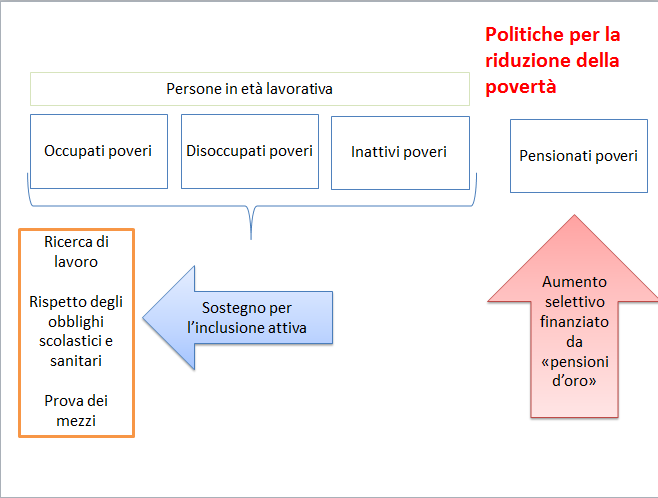 Politiche per la
riduzione della
povertà
Persone in età lavorativa
Occupati poveri
Disoccupati poveri
Inattivi poveri
Pensionati poveri
Ricerca di
lavoro
Rispetto degli
obblighi
scolastici e
sanitari
Prova dei
mezzi
Sostegno per
l’inclusione attiva
Aumento
selettivo
finanziato
da
«pensioni
d’oro»